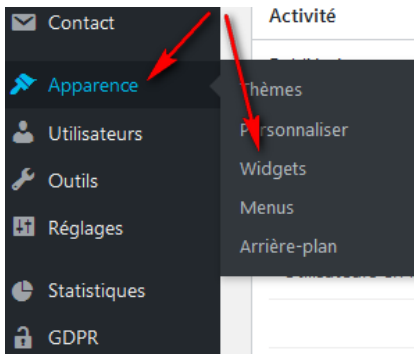 Contact
Apparence
Utilisateurs
Outils
Réglages
Statistiques
GDPR
Activité
Thèmes
Personnaliser
Widgets
Menus
Arrière-plan